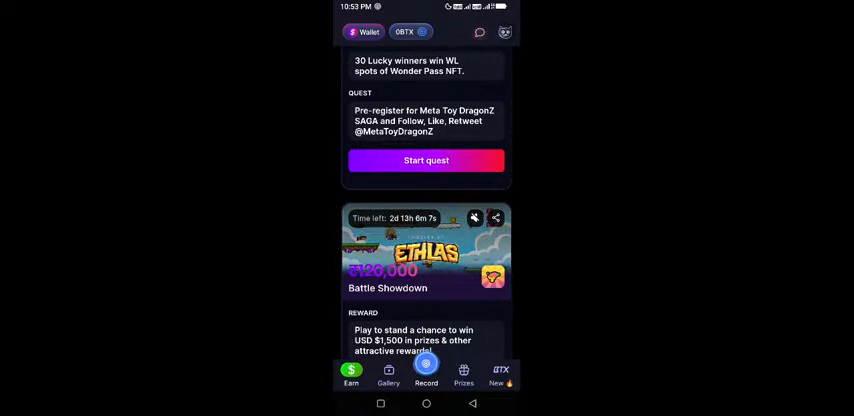 10:53 PM
Wallet
0BTX
30 Lucky winners win WL
spots of Wonder Pass NFT.
QUEST
Pre-register for Meta Toy DragonZ
SAGA and Follow, Like, Retweet
@MetaToyDragonZ
Start quest
Time left: 2d 13h 6m 7s
ETHLAS
₹120,000
Battle Showdown
REWARD
Play to stand a chance to win
USD $1,500 in prizes & other
attractive rewards!
Earn
Gallery
Record
Prizes
BTX
New 🔥